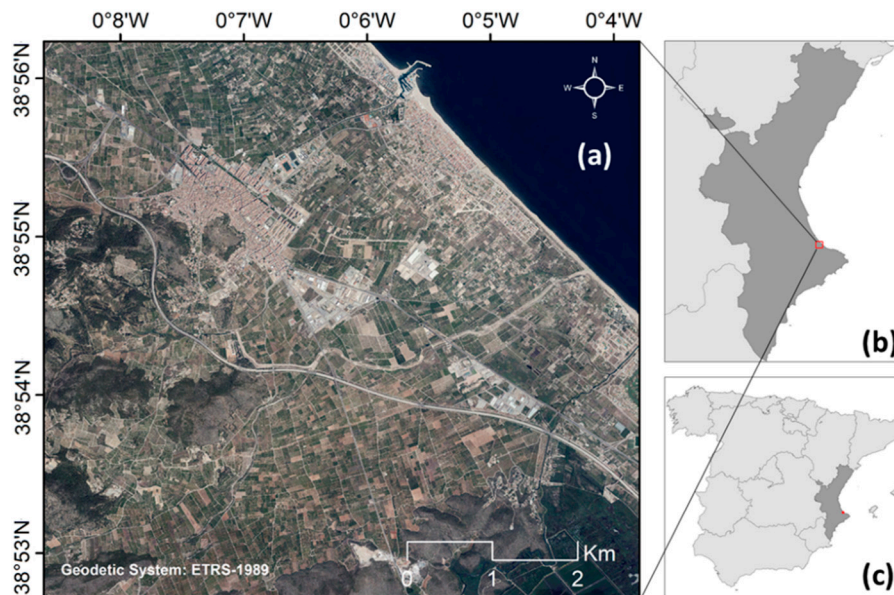 0°8'W 0°7'W 0°6'W 0°5'W 0°4'W
38°56'N
38°55'N
38°54'N
38°53'N
N
W E
S
(a)
Geodetic System: ETRS-1989
0 1 2 Km
(b)
(c)